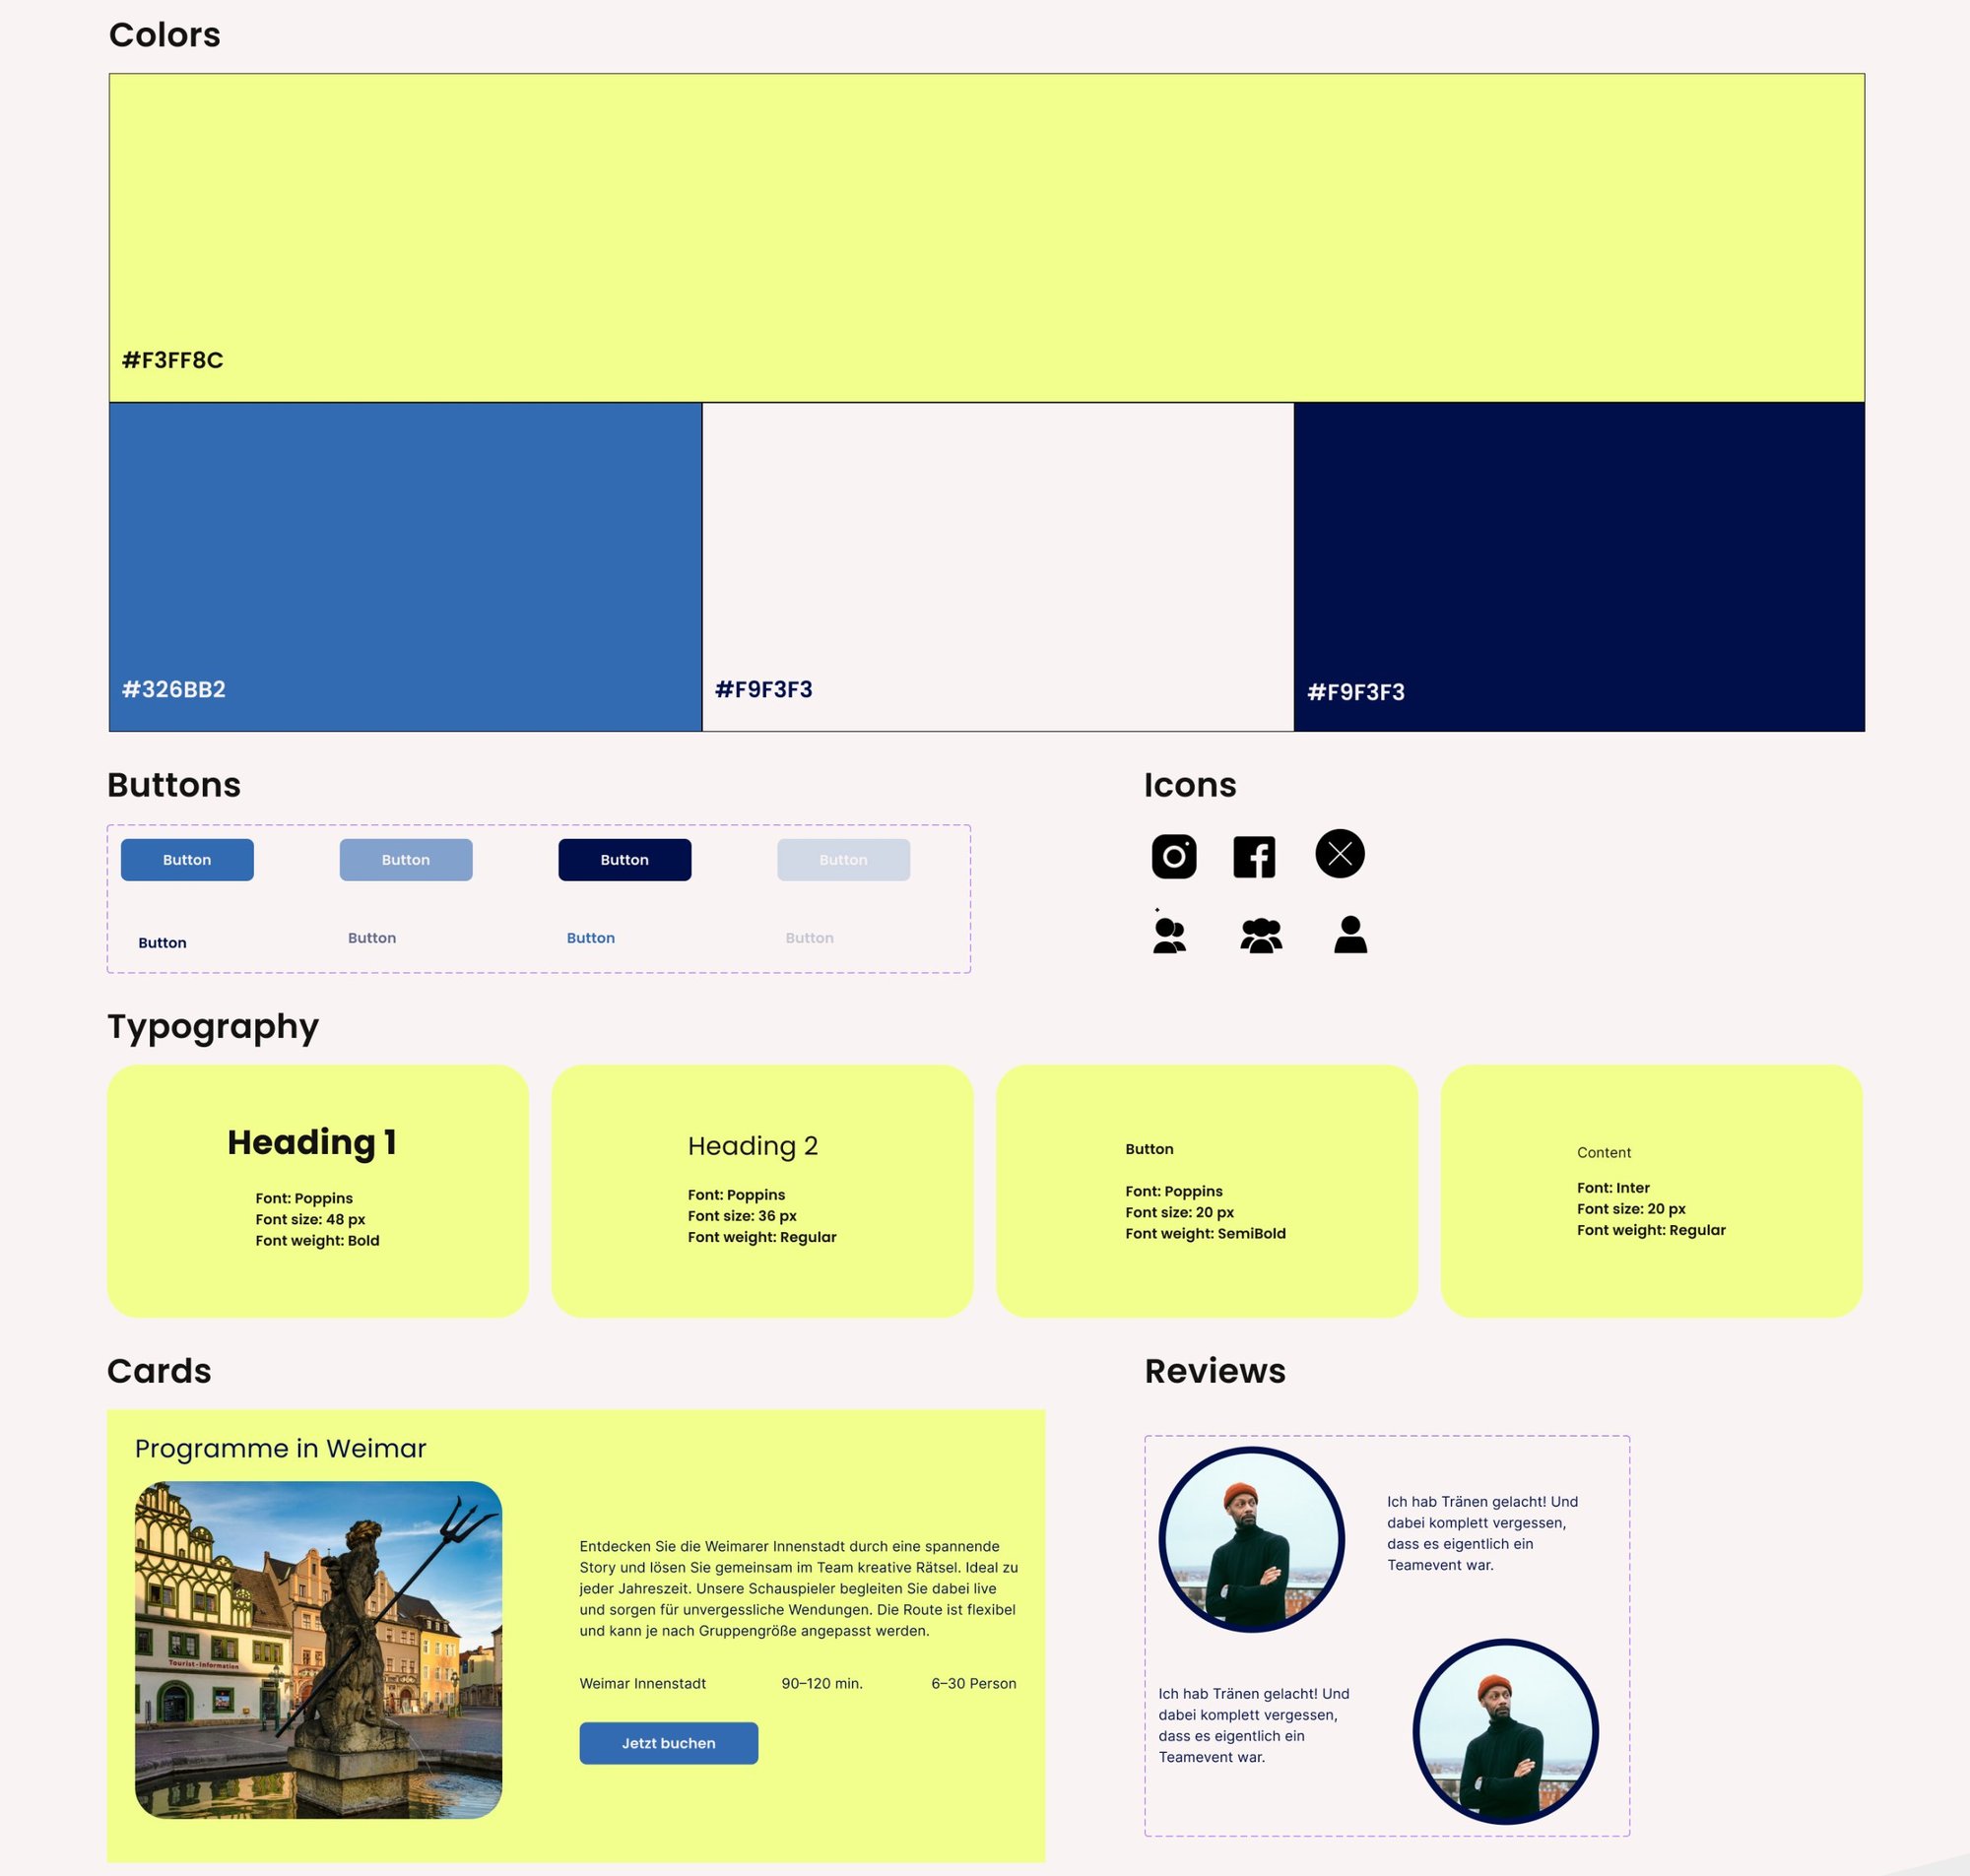 Colors
#F3FF8C
#326BB2
#F9F3F3
#F9F3F3
Buttons
Button
Button
Button
Button
Button
Button
Button
Button
Icons
Typography
Heading 1
Font: Poppins
Font size: 48 px
Font weight: Bold
Heading 2
Font: Poppins
Font size: 36 px
Font weight: Regular
Button
Font: Poppins
Font size: 20 px
Font weight: SemiBold
Content
Font: Inter
Font size: 20 px
Font weight: Regular
Cards
Programme in Weimar
Tourist-Information
Entdecken Sie die Weimarer Innenstadt durch eine spannende
Story und lösen Sie gemeinsam im Team kreative Rätsel. Ideal zu
jeder Jahreszeit. Unsere Schauspieler begleiten Sie dabei live
und sorgen für unvergessliche Wendungen. Die Route ist flexibel
und kann je nach Gruppengröße angepasst werden.
Weimar Innenstadt
90–120 min.
6–30 Person
Jetzt buchen
Reviews
Ich hab Tränen gelacht! Und
dabei komplett vergessen,
dass es eigentlich ein
Teamevent war.
Ich hab Tränen gelacht! Und
dabei komplett vergessen,
dass es eigentlich ein
Teamevent war.